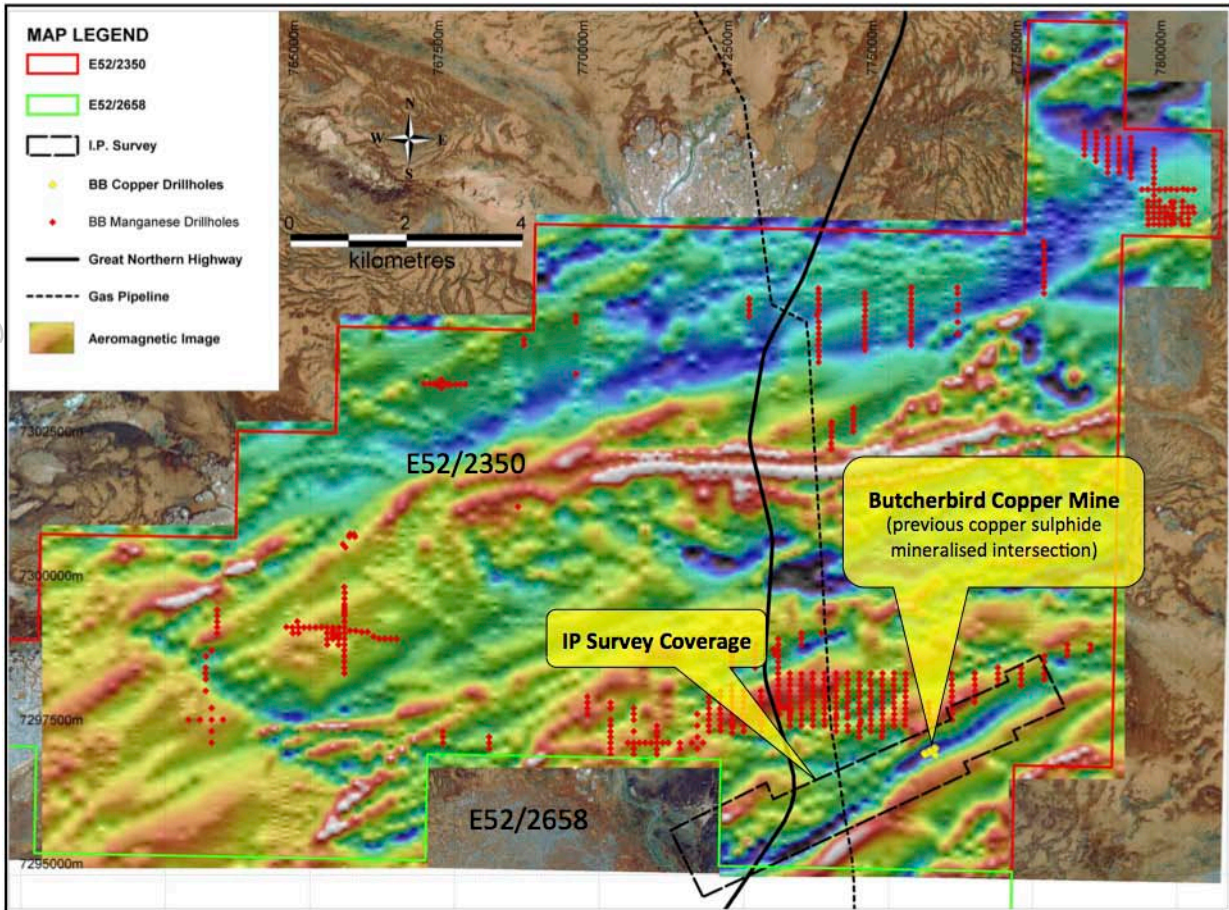 MAP LEGEND
E52/2350
E52/2658
I.P. Survey
BB Copper Drillholes
BB Manganese Drillholes
Great Northern Highway
Gas Pipeline
Aeromagnetic Image
765000m
767500m
770000m
772500m
775000m
777500m
780000m
N
W
E
S
0
2
4
kilometres
7302500m
7300000m
7297500m
7295000m
E52/2350
Butcherbird Copper Mine
(previous copper sulphide
mineralised intersection)
IP Survey Coverage
E52/2658